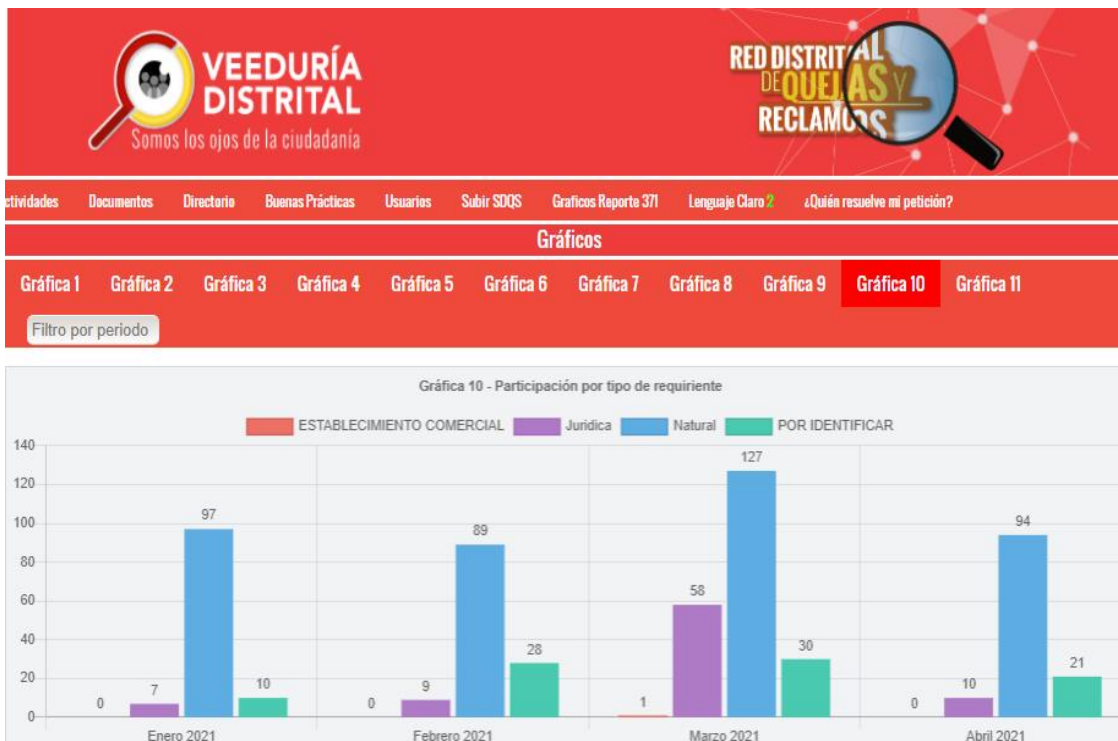 VEEDURÍA
DISTRITAL
Somos los ojos de la ciudadanía
RED DISTRITAL
DE QUEJAS Y
RECLAMOS
ctividades Documentos Directorio Buenas Prácticas Usuarios Subir SDQS Graficos Reporte 371 Lenguaje Claro 2 ¿Quién resuelve mi petición?
Gráficos
Gráfica 1 Gráfica 2 Gráfica 3 Gráfica 4 Gráfica 5 Gráfica 6 Gráfica 7 Gráfica 8 Gráfica 9 Gráfica 10 Gráfica 11
Filtro por periodo
Gráfica 10 - Participación por tipo de requiriente
ESTABLECIMIENTO COMERCIAL Juridica Natural POR IDENTIFICAR
140
127
120
100
97
94
89
80
60
58
40
30
28
21
20
10
10
9
7
1
0
0
0
0
Enero 2021 Febrero 2021 Marzo 2021 Abril 2021